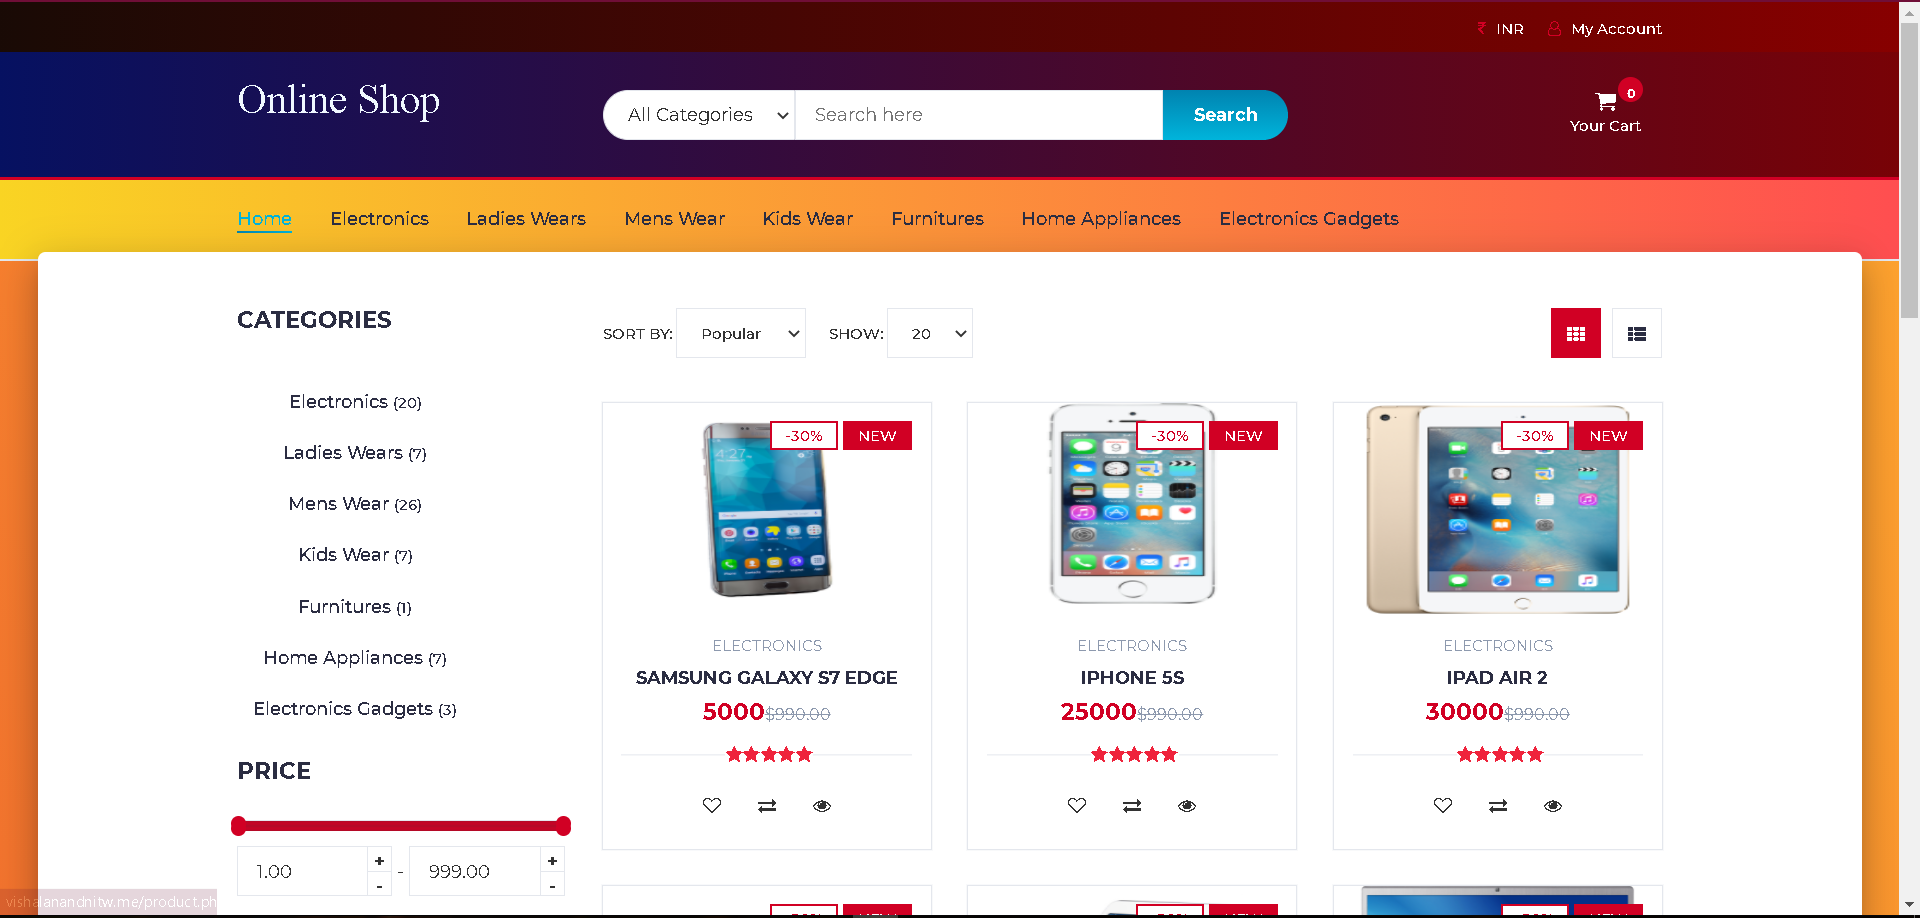 INR My Account
Online Shop
All Categories Search here Search
0
Your Cart
Home Electronics Ladies Wears Mens Wear Kids Wear Furnitures Home Appliances Electronics Gadgets
CATEGORIES
Electronics (20)
Ladies Wears (7)
Mens Wear (26)
Kids Wear (7)
Furnitures (1)
Home Appliances (7)
Electronics Gadgets (3)
PRICE
1.00 + - - 999.00 + -
SORT BY: Popular SHOW: 20
-30% NEW
ELECTRONICS
SAMSUNG GALAXY S7 EDGE
5000$990.00
-30% NEW
ELECTRONICS
IPHONE 5S
25000$990.00
-30% NEW
ELECTRONICS
IPAD AIR 2
30000$990.00
vishalanandnitw.me/product.ph